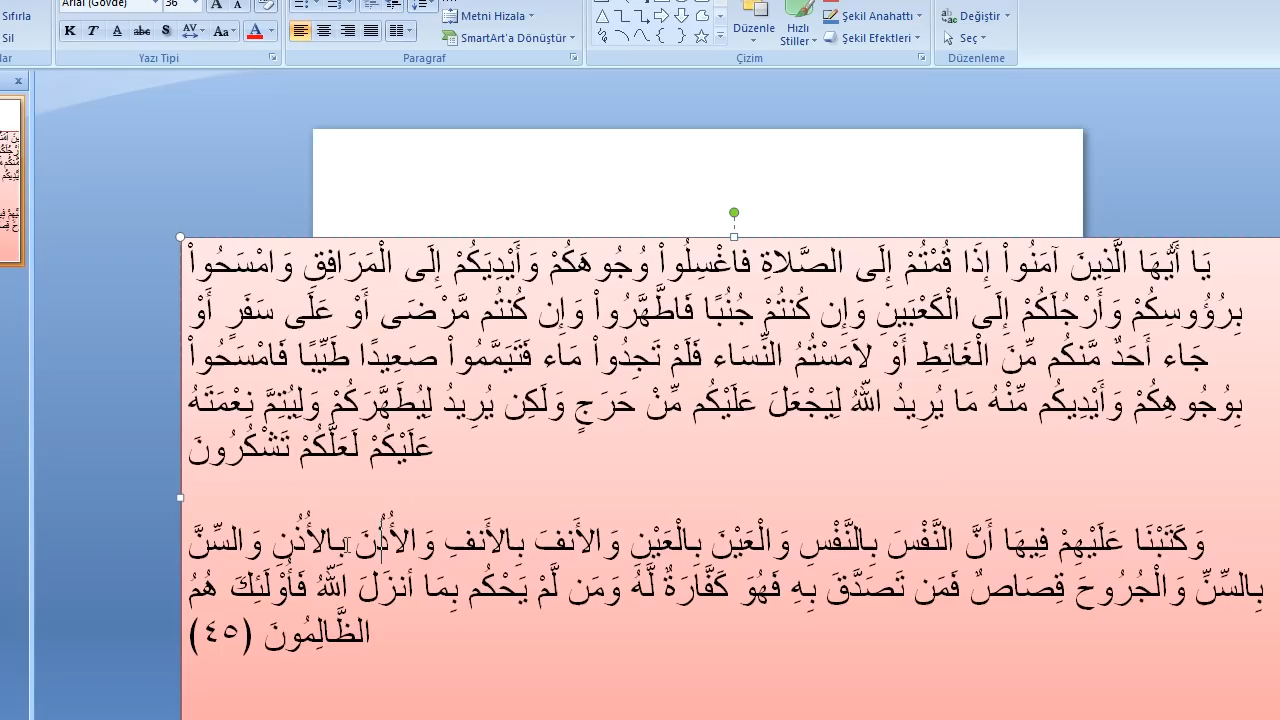 Sıfırla
Sil
lar
Arial (Gövde)
36
A A
K T A abc S AV Aa A
Yazı Tipi
Metni Hizala
SmartArt'a Dönüştür
Paragraf
Düzenle
Hızlı
Stiller
Şekil Anahattı
Şekil Efektleri
Çizim
Değiştir
Seç
Düzenleme
x
يَا أَيُّهَا الَّذِينَ آمَنُواْ إِذَا قُمْتُمْ إِلَى الصَّلاةِ فاغْسِلُواْ وُجُوهَكُمْ وَأَيْدِيَكُمْ إِلَى الْمَرَافِقِ وَامْسَحُواْ
بِرُؤُوسِكُمْ وَأَرْجُلَكُمْ إِلَى الْكَعْبَينِ وَإِن كُنتُمْ جُنُبًا فَاطَّهَّرُواْ وَإِن كُنتُم مَّرْضَى أَوْ عَلَى سَفَرٍ أَوْ
جَاء أَحَدٌ مَّنكُم مِّنَ الْغَائِطِ أَوْ لاَمَسْتُمُ النِّسَاء فَلَمْ تَجِدُواْ مَاء فَتَيَمَّمُواْ صَعِيدًا طَيِّبًا فَامْسَحُواْ
بِوُجُوهِكُمْ وَأَيْدِيكُم مِّنْهُ مَا يُرِيدُ اللّهُ لِيَجْعَلَ عَلَيْكُم مِّنْ حَرَجٍ وَلَكِن يُرِيدُ لِيُطَهَّرَكُمْ وَلِيُتِمَّ نِعْمَتَهُ
عَلَيْكُمْ لَعَلَّكُمْ تَشْكُرُونَ
وَكَتَبْنَا عَلَيْهِمْ فِيهَا أَنَّ النَّفْسَ بِالنَّفْسِ وَالْعَيْنَ بِالْعَيْنِ وَالأَنفَ بِالأَنفِ وَالأُذُنَ بِالأُذُنِ وَالسِّنَّ
بِالسِّنِّ وَالْجُرُوحَ قِصَاصٌ فَمَن تَصَدَّقَ بِهِ فَهُوَ كَفَّارَةٌ لَّهُ وَمَن لَّمْ يَحْكُم بِمَا أنزَلَ اللّهُ فَأُوْلَئِكَ هُمُ
الظَّالِمُونَ (٤٥)